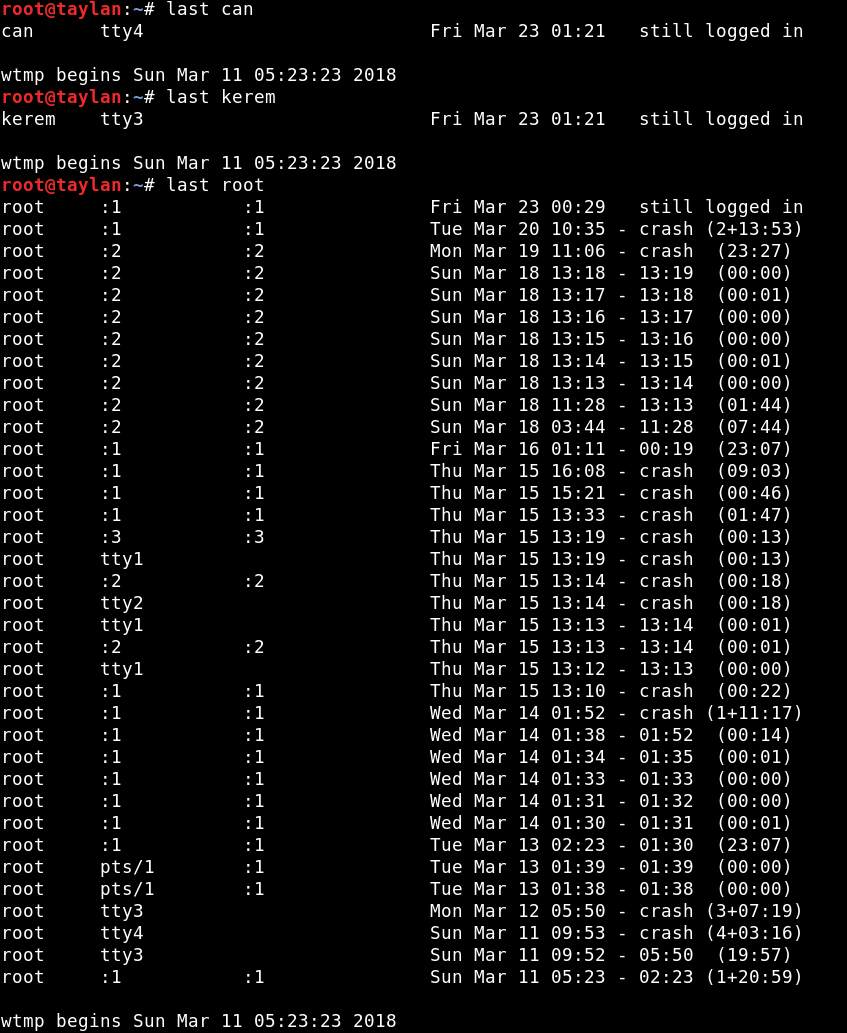 root@taylan:~# last can
can      tty4                          Fri Mar 23 01:21   still logged in
wtmp begins Sun Mar 11 05:23:23 2018
root@taylan:~# last kerem
kerem    tty3                          Fri Mar 23 01:21   still logged in
wtmp begins Sun Mar 11 05:23:23 2018
root@taylan:~# last root
root     :1           :1               Fri Mar 23 00:29   still logged in
root     :1           :1               Tue Mar 20 10:35 - crash (2+13:53)
root     :2           :2               Mon Mar 19 11:06 - crash  (23:27)
root     :2           :2               Sun Mar 18 13:18 - 13:19  (00:00)
root     :2           :2               Sun Mar 18 13:17 - 13:18  (00:01)
root     :2           :2               Sun Mar 18 13:16 - 13:17  (00:00)
root     :2           :2               Sun Mar 18 13:15 - 13:16  (00:00)
root     :2           :2               Sun Mar 18 13:14 - 13:15  (00:01)
root     :2           :2               Sun Mar 18 13:13 - 13:14  (00:00)
root     :2           :2               Sun Mar 18 11:28 - 13:13  (01:44)
root     :2           :2               Sun Mar 18 03:44 - 11:28  (07:44)
root     :1           :1               Fri Mar 16 01:11 - 00:19  (23:07)
root     :1           :1               Thu Mar 15 16:08 - crash  (09:03)
root     :1           :1               Thu Mar 15 15:21 - crash  (00:46)
root     :1           :1               Thu Mar 15 13:33 - crash  (01:47)
root     :3           :3               Thu Mar 15 13:19 - crash  (00:13)
root     tty1                          Thu Mar 15 13:19 - crash  (00:13)
root     :2           :2               Thu Mar 15 13:14 - crash  (00:18)
root     tty2                          Thu Mar 15 13:14 - crash  (00:18)
root     tty1                          Thu Mar 15 13:13 - 13:14  (00:01)
root     :2           :2               Thu Mar 15 13:13 - 13:14  (00:01)
root     tty1                          Thu Mar 15 13:12 - 13:13  (00:00)
root     :1           :1               Thu Mar 15 13:10 - crash  (00:22)
root     :1           :1               Wed Mar 14 01:52 - crash (1+11:17)
root     :1           :1               Wed Mar 14 01:38 - 01:52  (00:14)
root     :1           :1               Wed Mar 14 01:34 - 01:35  (00:01)
root     :1           :1               Wed Mar 14 01:33 - 01:33  (00:00)
root     :1           :1               Wed Mar 14 01:31 - 01:32  (00:00)
root     :1           :1               Wed Mar 14 01:30 - 01:31  (00:01)
root     :1           :1               Tue Mar 13 02:23 - 01:30  (23:07)
root     pts/1        :1               Tue Mar 13 01:39 - 01:39  (00:00)
root     pts/1        :1               Tue Mar 13 01:38 - 01:38  (00:00)
root     tty3                          Mon Mar 12 05:50 - crash (3+07:19)
root     tty4                          Sun Mar 11 09:53 - crash (4+03:16)
root     tty3                          Sun Mar 11 09:52 - 05:50  (19:57)
root     :1           :1               Sun Mar 11 05:23 - 02:23 (1+20:59)
wtmp begins Sun Mar 11 05:23:23 2018